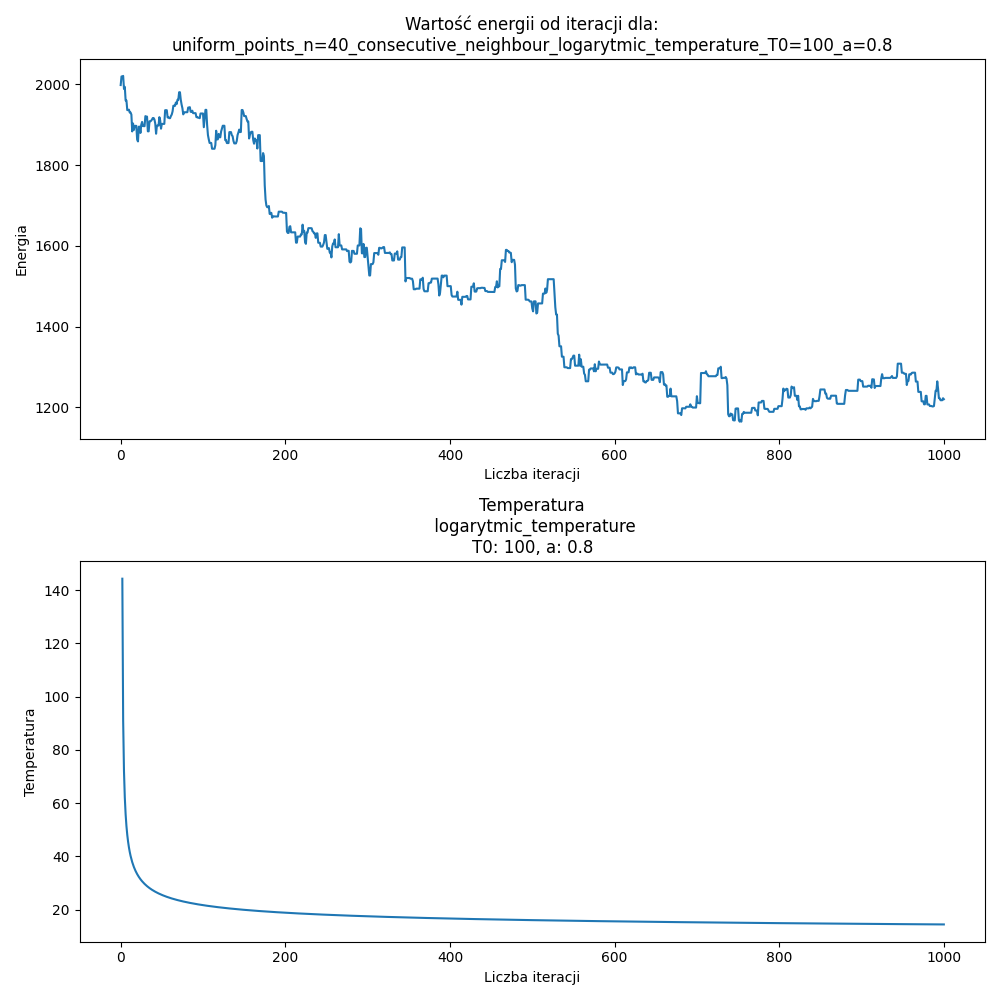 Wartość energii od iteracji dla:
uniform_points_n=40_consecutive_neighbour_logarytmic_temperature_T0=100_a=0.8
2000
1800
1600
1400
1200
Energia
0 200 400 600 800 1000
Liczba iteracji
Temperatura
logarytmic_temperature
T0: 100, a: 0.8
140
120
100
80
60
40
20
Temperatura
0 200 400 600 800 1000
Liczba iteracji